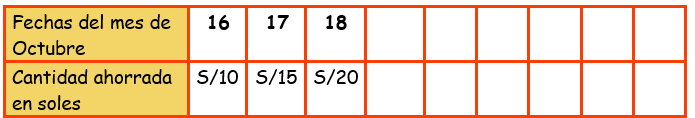 Fechas del mes de 16 17 18
Octubre
Cantidad ahorrada S/10 S/15 S/20
en soles